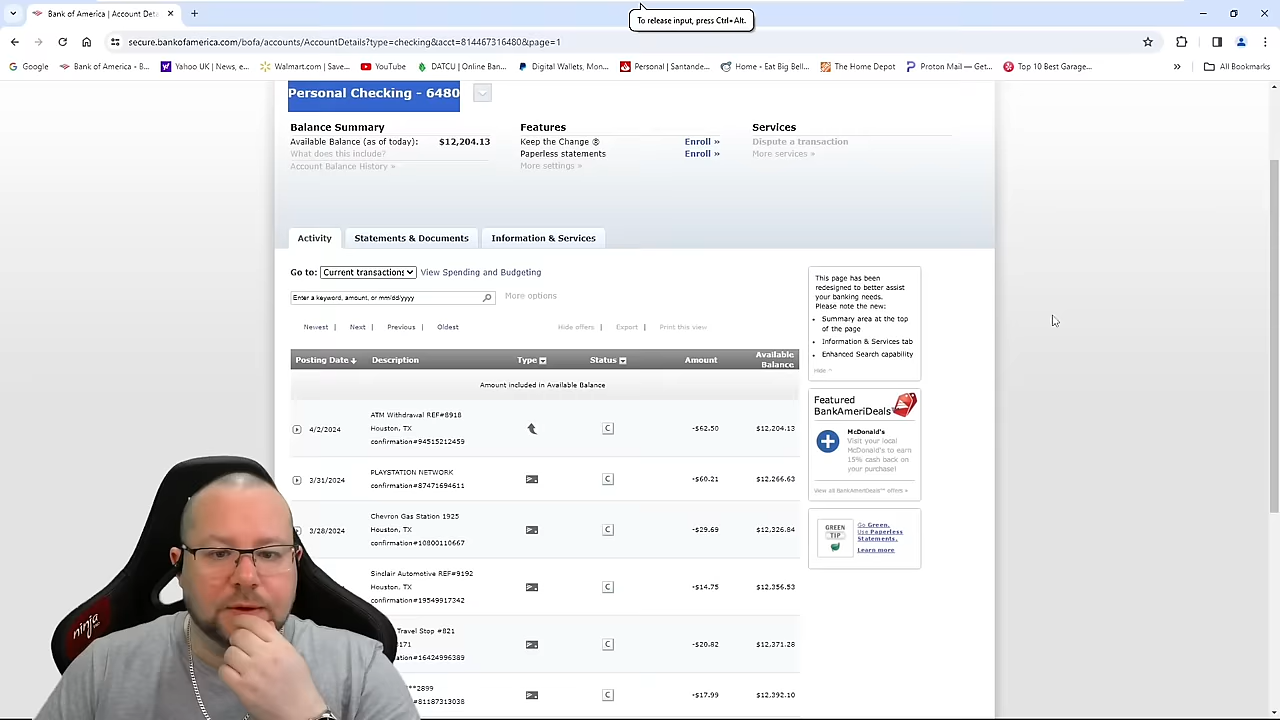 Bank of America | Account Dete
To release input, press Ctrl+Alt.
secure.bankofamerica.com/bofa/accounts/AccountDetails?type=checking&acct=814467316480&page=1
Google
Bank of America • B...
Yahoo UK | News, e...
Walmart.com | Save...
YouTube
DATCU | Online Ban...
Digital Wallets, Mon...
Personal | Santande...
Home - Eat Big Bell...
The Home Depot
Proton Mail — Get...
Top 10 Best Garage...
»
All Bookmarks
Personal Checking - 6480
Balance Summary
Available Balance (as of today): $12,204.13
What does this include?
Account Balance History »
Features
Keep the Change ® Enroll »
Paperless statements Enroll »
More settings »
Services
Dispute a transaction
More services »
Activity
Statements & Documents
Information & Services
Go to: Current transactions View Spending and Budgeting
Enter a keyword, amount, or mm/dd/yyyy
More options
Newest | Next | Previous | Oldest
Hide offers | Export | Print this view
Posting Date Description Type Status Amount Available
Balance
Amount included in Available Balance
ATM Withdrawal REF#8918
4/2/2024 Houston, TX C -$62.50 $12,204.13
confirmation#94515212459
PLAYSTATION NETWORK
3/31/2024 C -$60.21 $12,266.63
confirmation#87471694611
Chevron Gas Station 1925
3/28/2024 Houston, TX C -$29.69 $12,326.84
confirmation#10800110667
Sinclair Automotive REF#9192
Houston, TX C -$14.75 $12,356.53
confirmation#19549917342
Travel Stop #821
171 C -$20.82 $12,371.28
confirmation#16424996389
**2899
C -$17.99 $12,392.10
#81187313038
This page has been
redesigned to better assist
your banking needs.
Please note the new:
• Summary area at the top
of the page
• Information & Services tab
• Enhanced Search capability
Hide ^
Featured
BankAmeriDeals
McDonald's
Visit your local
McDonald's to earn
15% cash back on
your purchase!
View all BankAmeriDeals™ offers »
GREEN
TIP
Go Green.
Use Paperless
Statements.
Learn more
ninja